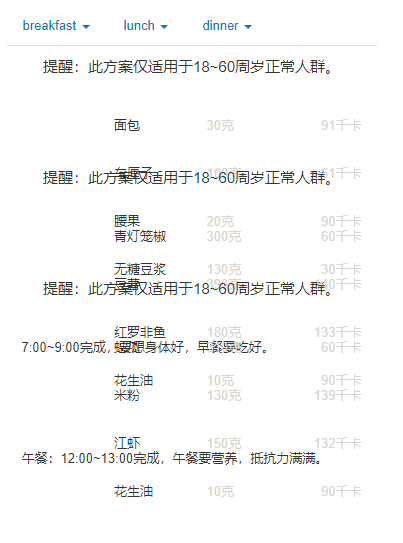 breakfast lunch dinner
提醒：此方案仅适用于18~60周岁正常人群。
面包 30克 91千卡
61千卡
提醒：此方案仅适用于18~60周岁正常人群。
腰果 20克 90千卡
青灯笼椒 300克 60千卡
无糖豆浆 130克 30千卡
提醒：此方案仅适用于18~60周岁正常人群。
红罗非鱼 180克 133千卡
7:00~9:00完成，要想身体好，早餐要吃好。 60千卡
花生油 10克 90千卡
米粉 130克 139千卡
江虾 150克 132千卡
午餐：12:00~13:00完成，午餐要营养，抵抗力满满。
花生油 10克 90千卡